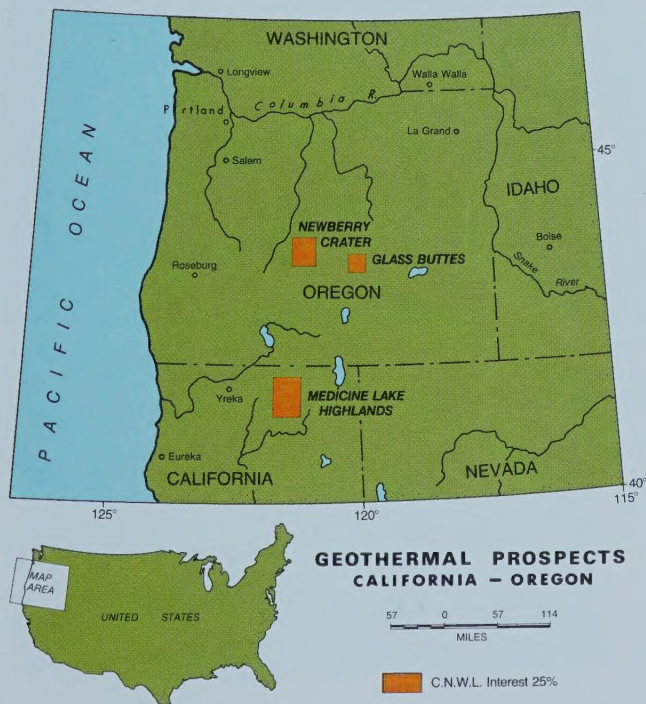 WASHINGTON
Longview
Walla Walla
Portland
Columbia R.
La Grand
45°
Salem
PACIFIC OCEAN
IDAHO
NEWBERRY
CRATER
Boise
GLASS BUTTES
Roseburg
Snake River
OREGON
Yreka
MEDICINE LAKE
HIGHLANDS
Eureka
CALIFORNIA
NEVADA
40°
125°
120°
115°
MAP
AREA
UNITED STATES
GEOTHERMAL PROSPECTS
CALIFORNIA – OREGON
57 0 57 114
MILES
C.N.W.L. Interest 25%